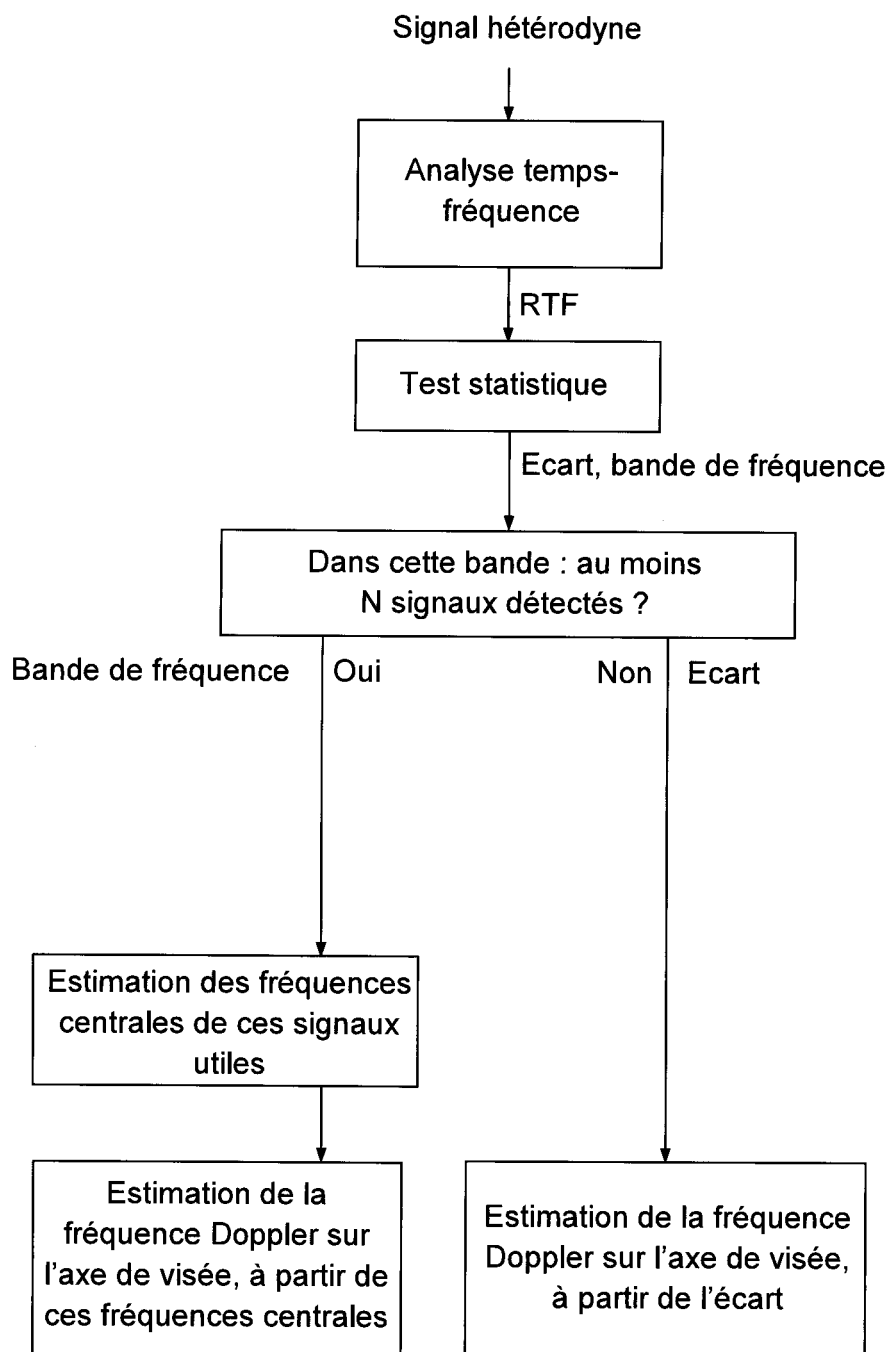 Signal hétérodyne
Analyse temps-
fréquence
RTF
Test statistique
Ecart, bande de fréquence
Dans cette bande : au moins
N signaux détectés ?
Bande de fréquence
Oui
Non
Ecart
Estimation des fréquences
centrales de ces signaux
utiles
Estimation de la
fréquence Doppler sur
l'axe de visée, à partir de
ces fréquences centrales
Estimation de la fréquence
Doppler sur l'axe de visée,
à partir de l'écart